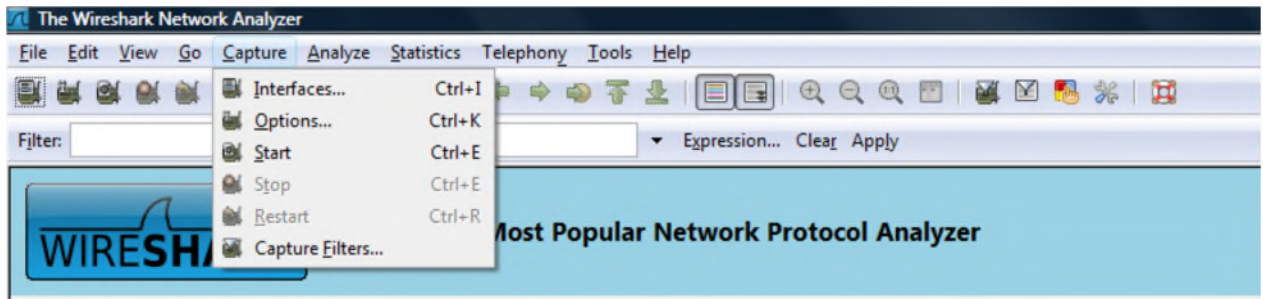 The Wireshark Network Analyzer
File Edit View Go Capture Analyze Statistics Telephony Tools Help
Interfaces... Ctrl+I
Options... Ctrl+K
Filter: Expression... Clear Apply
Start Ctrl+E
Stop Ctrl+E
Restart Ctrl+R
Most Popular Network Protocol Analyzer
WIRESHA
Capture Filters...